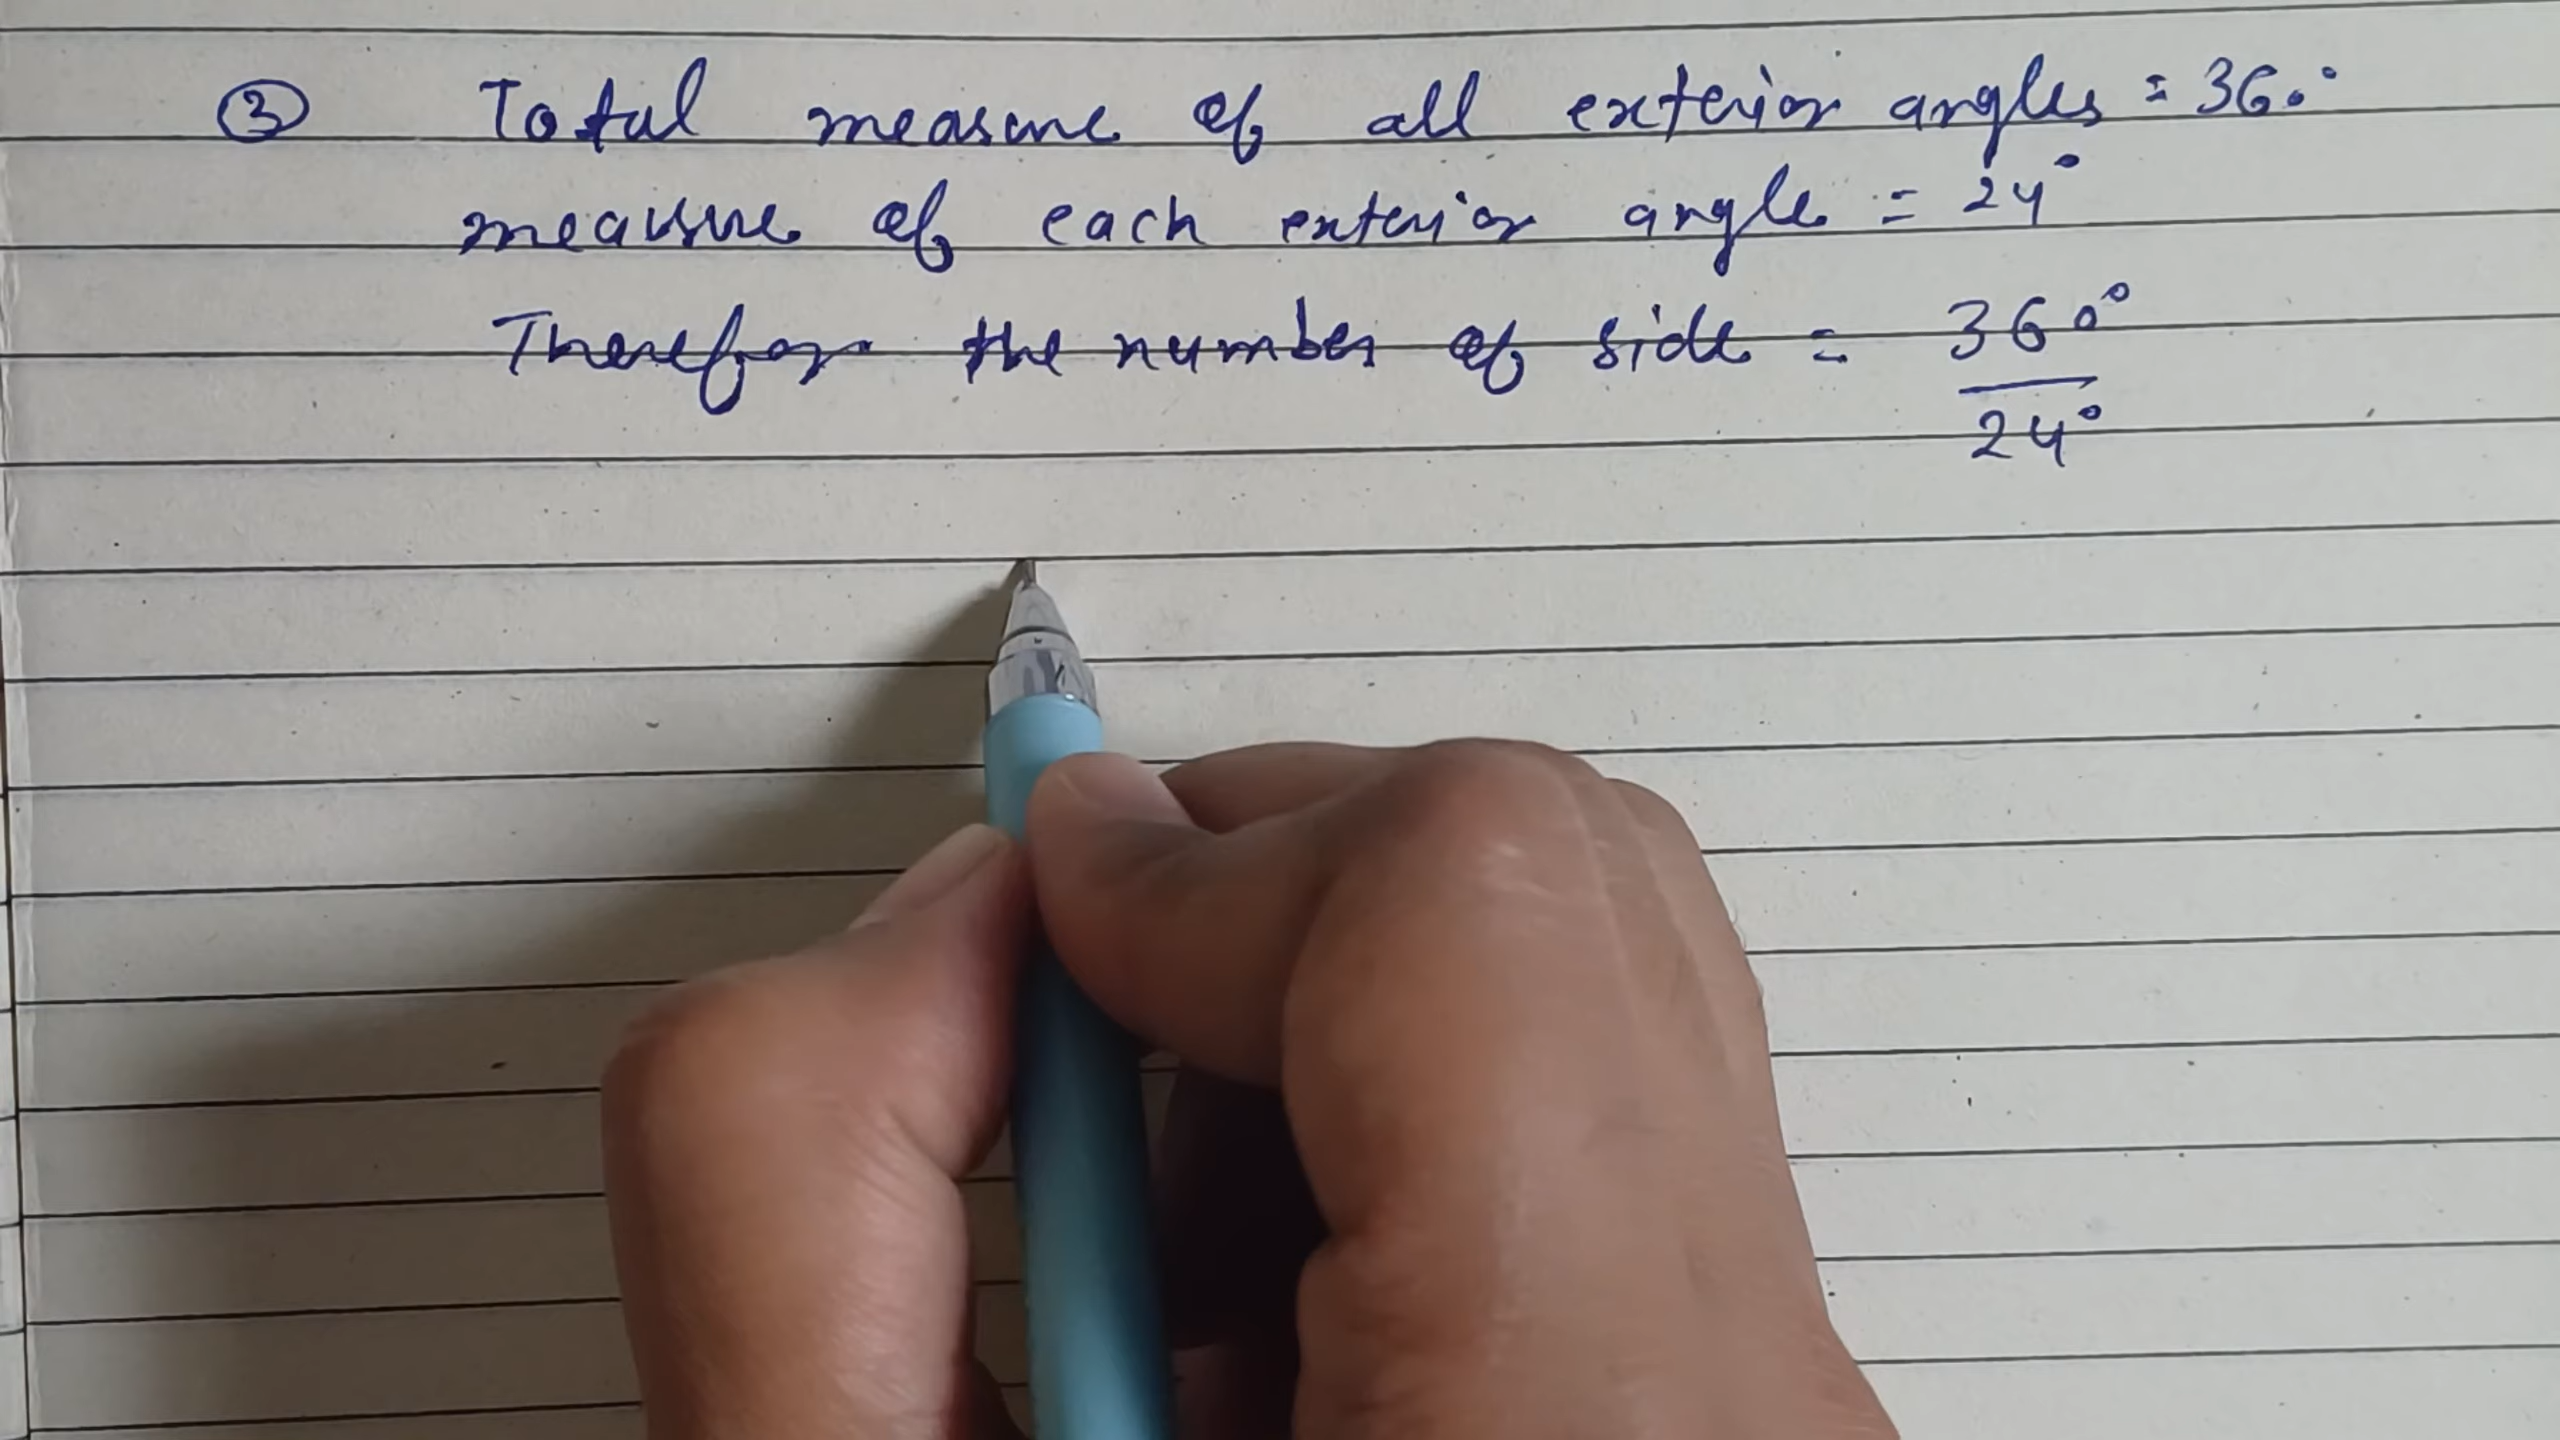 ③ Total measure of all exterior angles = 360°
measure of each exterior angle = 24°
Therefor the number of side = 360°
24°